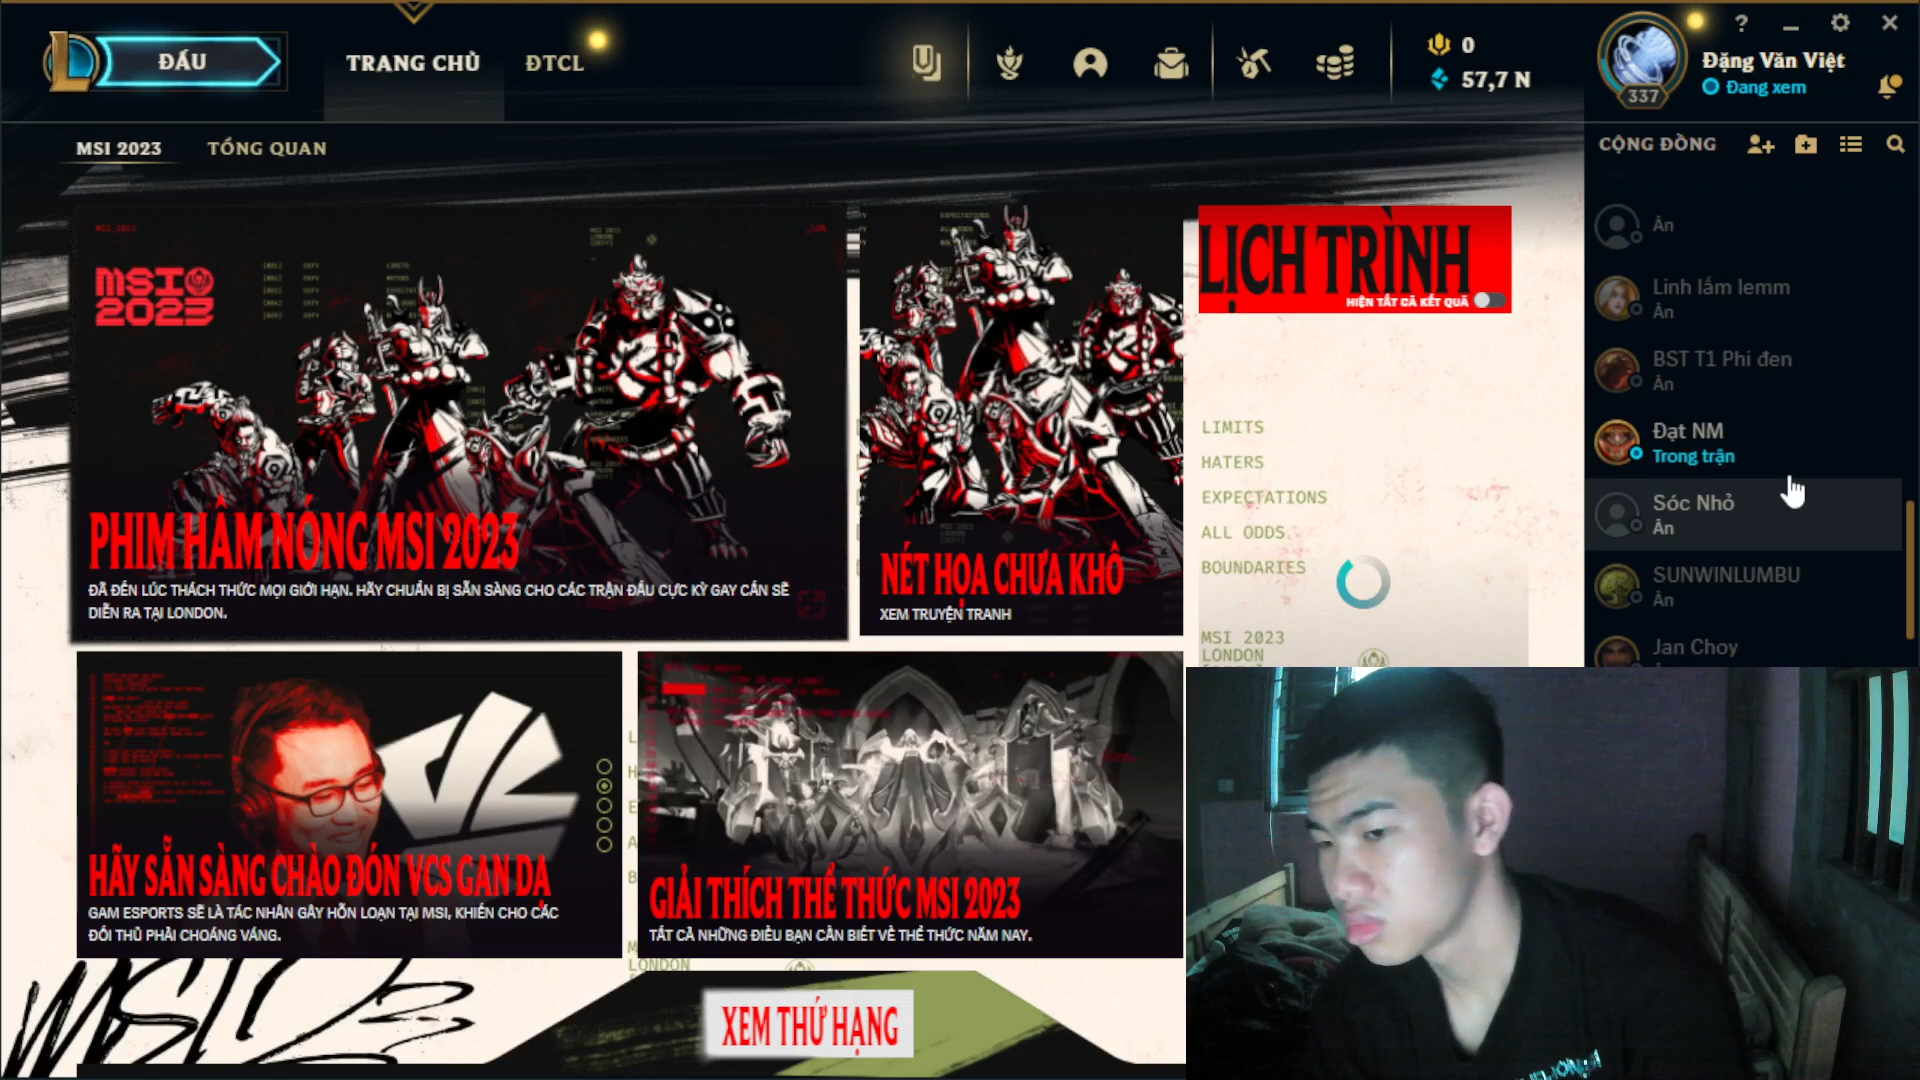 ĐẤU
TRANG CHỦ
ĐTCL
0
57,7 N
337
Đặng Văn Việt
Đang xem
MSI 2023
TỔNG QUAN
CỘNG ĐỒNG
Ẩn
Linh lắm lemm
Ẩn
BST T1 Phi đen
Ẩn
Đạt NM
Trong trận
Sóc Nhỏ
Ẩn
SUNWINLUMBU
Ẩn
Jan Choy
MSI
2023
PHIM HÂM NÓNG MSI 2023
ĐÃ ĐẾN LÚC THÁCH THỨC MỌI GIỚI HẠN. HÃY CHUẨN BỊ SẴN SÀNG CHO CÁC TRẬN ĐẤU CỰC KỲ GAY CẤN SẼ
DIỄN RA TẠI LONDON.
NÉT HỌA CHƯA KHÔ
XEM TRUYỆN TRANH
LỊCH TRÌNH
HIỆN TẤT CẢ KẾT QUẢ
LIMITS
HATERS
EXPECTATIONS
ALL ODDS
BOUNDARIES
MSI 2023
LONDON
HÃY SẴN SÀNG CHÀO ĐÓN VCS GAN DẠ
GAM ESPORTS SẼ LÀ TÁC NHÂN GÂY HỖN LOẠN TẠI MSI, KHIẾN CHO CÁC
ĐỐI THỦ PHẢI CHOÁNG VÁNG.
GIẢI THÍCH THỂ THỨC MSI 2023
TẤT CẢ NHỮNG ĐIỀU BẠN CẦN BIẾT VỀ THỂ THỨC NĂM NAY.
LONDON
XEM THỨ HẠNG